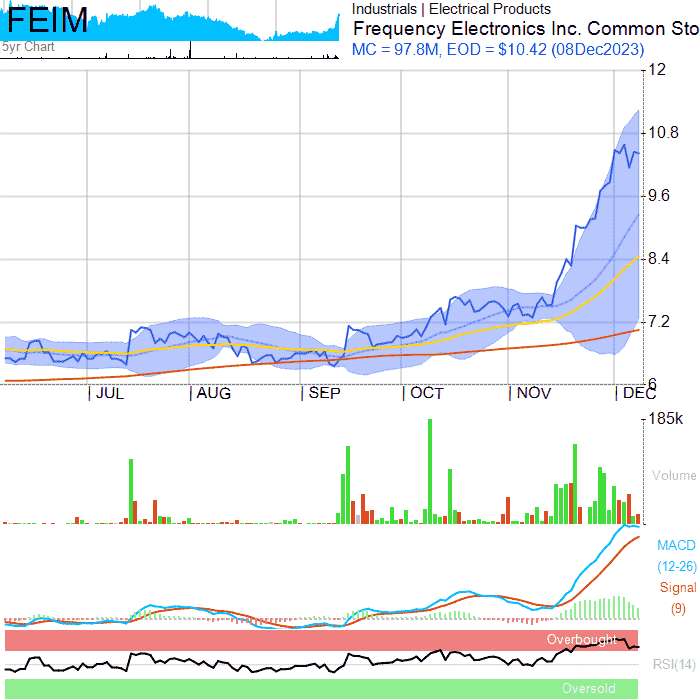 FEIM
5yr Chart
Industrials | Electrical Products
Frequency Electronics Inc. Common Sto
MC = 97.8M, EOD = $10.42 (08Dec2023)
12
10.8
9.6
8.4
7.2
6
JUL
AUG
SEP
OCT
NOV
DEC
185k
Volume
MACD
(12-26)
Signal
(9)
Overbought
RSI(14)
Oversold